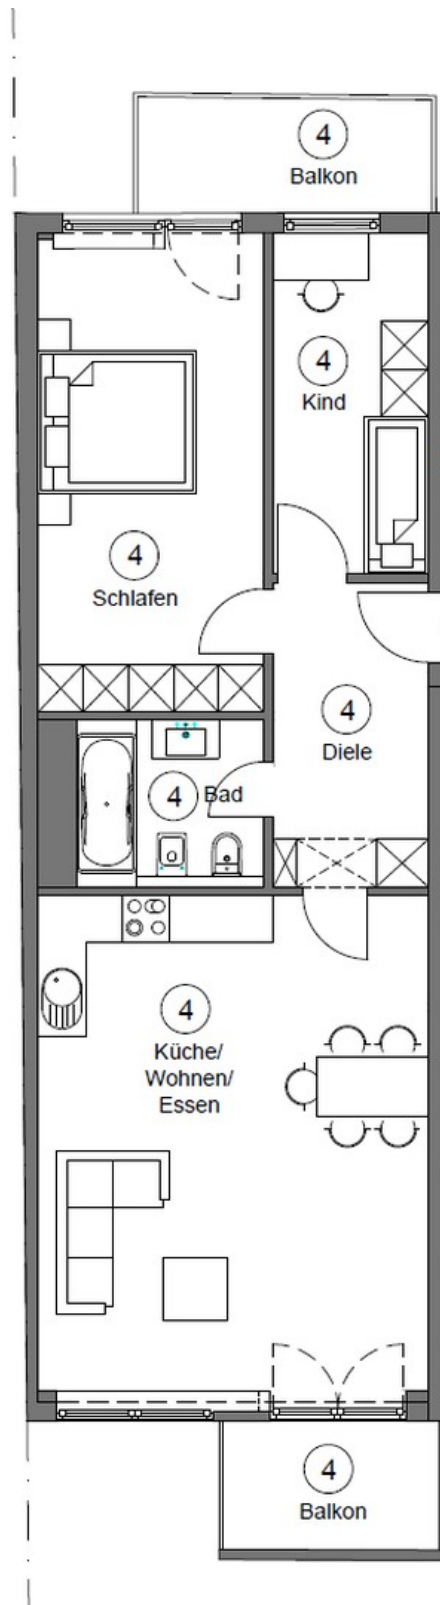 4
Balkon
4
Kind
4
Schlafen
4
Diele
4 Bad
4
Küche/
Wohnen/
Essen
4
Balkon